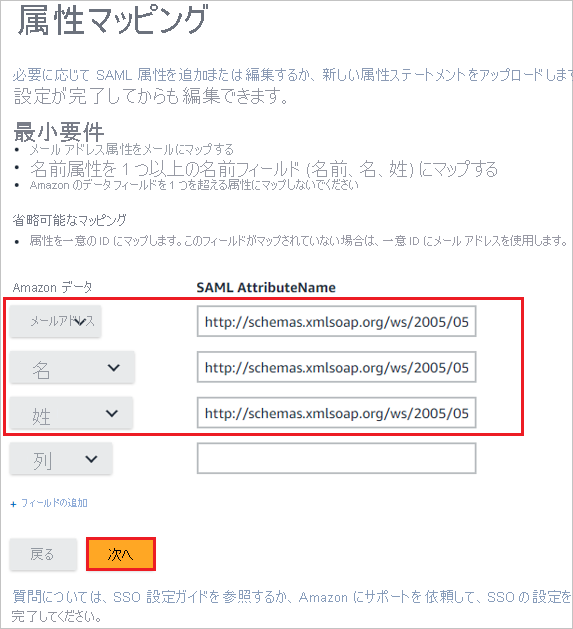 属性マッピング
必要に応じて SAML 属性を追加または編集するか、新しい属性ステートメントをアップロードします
設定が完了してからも編集できます。
最小要件
• メール アドレス属性をメールにマップする
• 名前属性を 1 つ以上の名前フィールド (名前、名、姓) にマップする
• Amazon のデータ フィールドを 1 つを超える属性にマップしないでください
省略可能なマッピング
• 属性を一意の ID にマップします。このフィールドがマップされていない場合は、一意 ID にメール アドレスを使用します。
Amazon データ SAML AttributeName
メールアドレス http://schemas.xmlsoap.org/ws/2005/05
名 http://schemas.xmlsoap.org/ws/2005/05
姓 http://schemas.xmlsoap.org/ws/2005/05
列
+ フィールドの追加
戻る 次へ
質問については、SSO 設定ガイドを参照するか、Amazon にサポートを依頼して、SSO の設定を
完了してください。